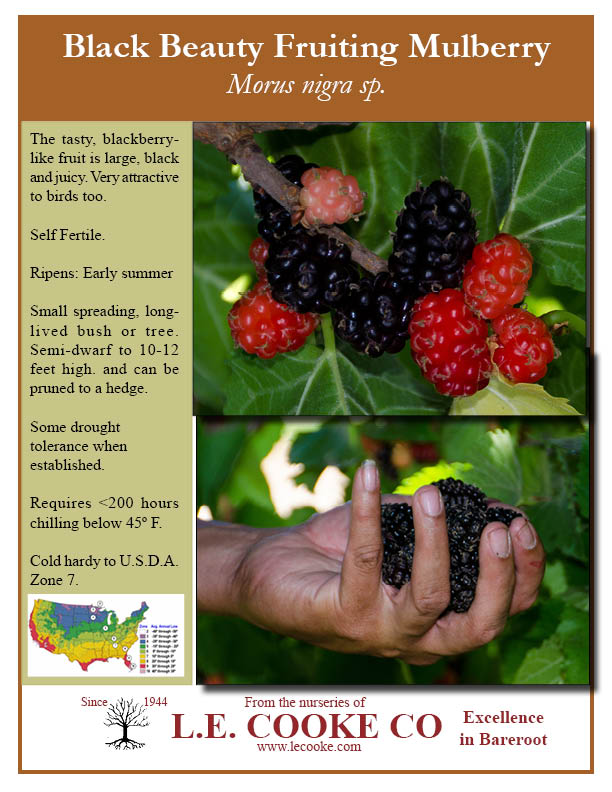 Black Beauty Fruiting Mulberry
Morus nigra sp.
The tasty, blackberry-
like fruit is large, black
and juicy. Very attractive
to birds too.
Self Fertile.
Ripens: Early summer
Small spreading, long-
lived bush or tree.
Semi-dwarf to 10-12
feet high. and can be
pruned to a hedge.
Some drought
tolerance when
established.
Requires <200 hours
chilling below 45º F.
Cold hardy to U.S.D.A.
Zone 7.
Since 1944
From the nurseries of
L.E. COOKE CO
www.lecooke.com
Excellence
in Bareroot